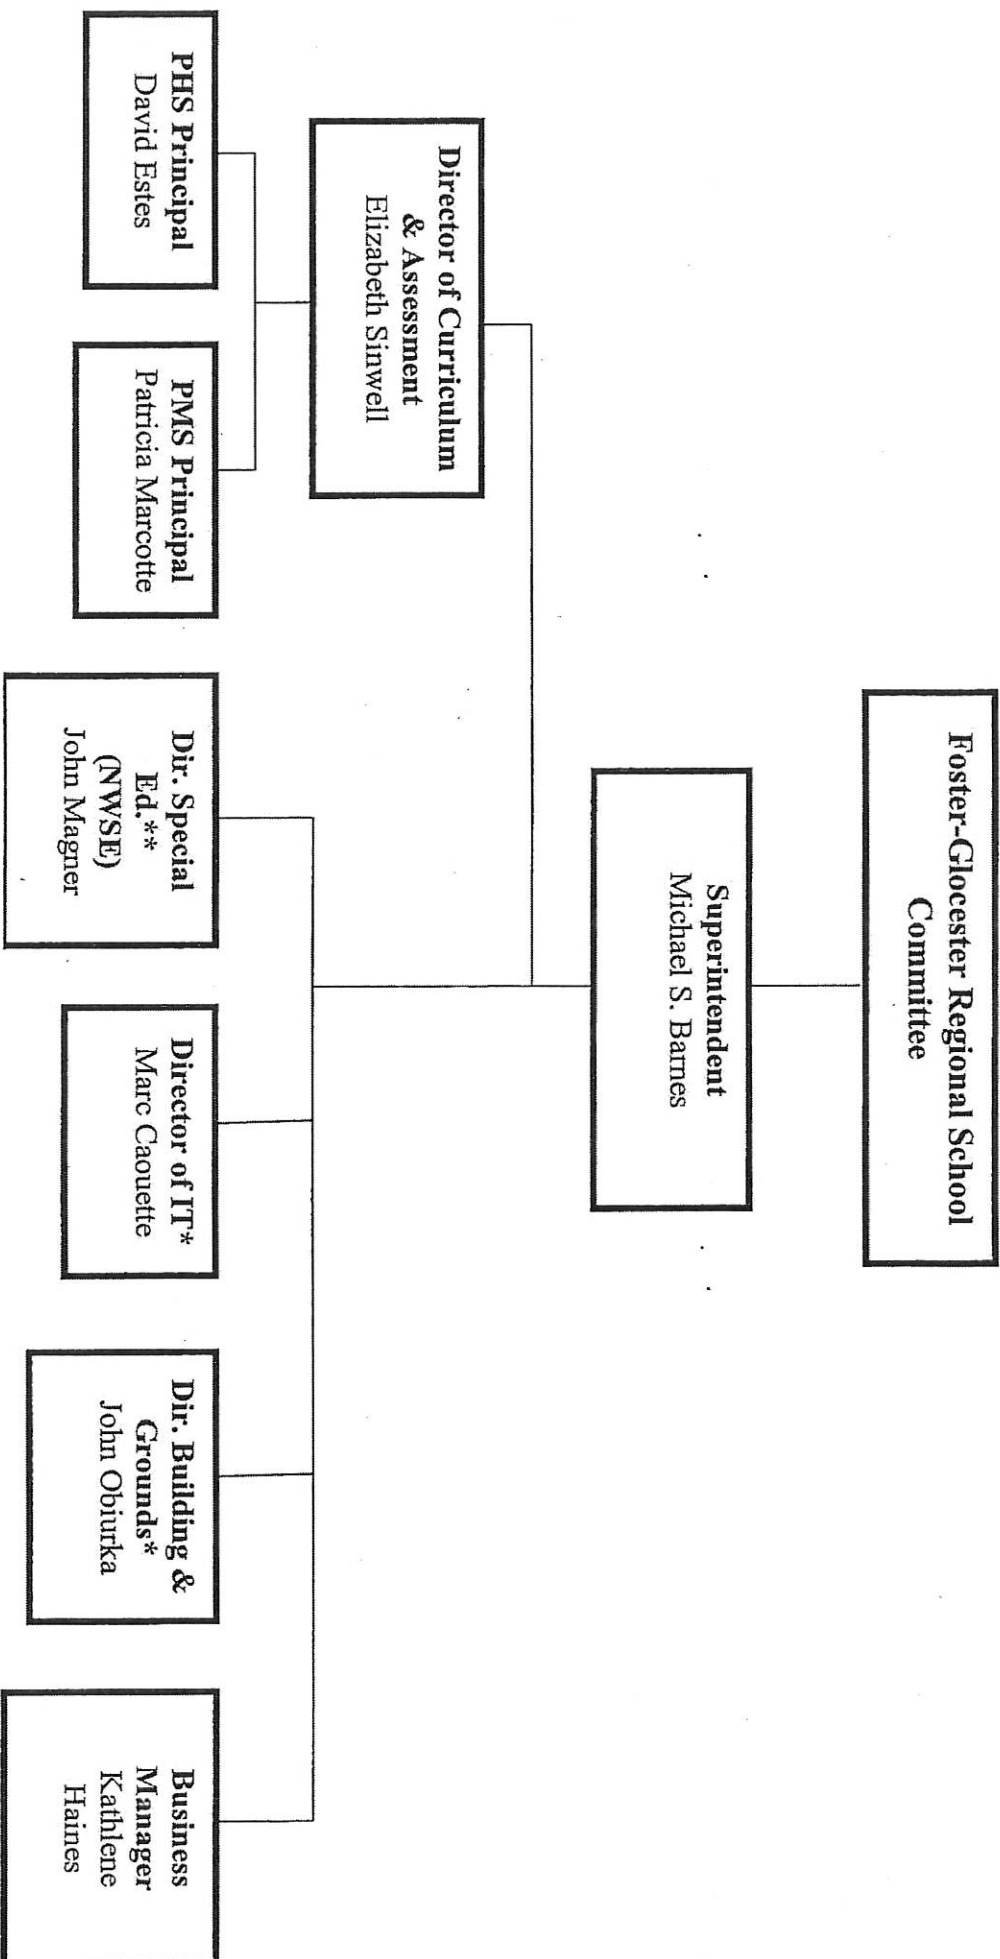 Foster-Glocester Regional School
Committee
Superintendent
Michael S. Barnes
Director of Curriculum
& Assessment
Elizabeth Sinwell
PHS Principal
David Estes
PMS Principal
Patricia Marcotte
Dir. Special
Ed.**
(NWSE)
John Magner
Director of IT*
Marc Caouette
Dir. Building &
Grounds*
John Obiurka
Business
Manager
Kathlene
Haines